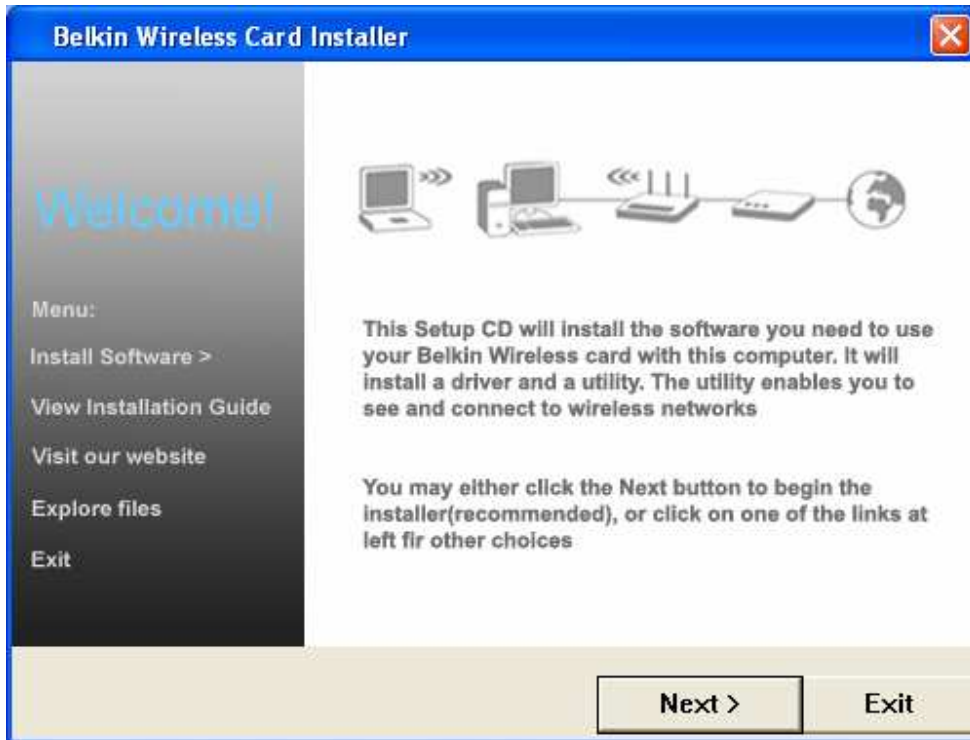 Belkin Wireless Card Installer
Welcome!
Menu:
Install Software >
View Installation Guide
Visit our website
Explore files
Exit
This Setup CD will install the software you need to use
your Belkin Wireless card with this computer. It will
install a driver and a utility. The utility enables you to
see and connect to wireless networks
You may either click the Next button to begin the
installer(recommended), or click on one of the links at
left fir other choices
Next >
Exit